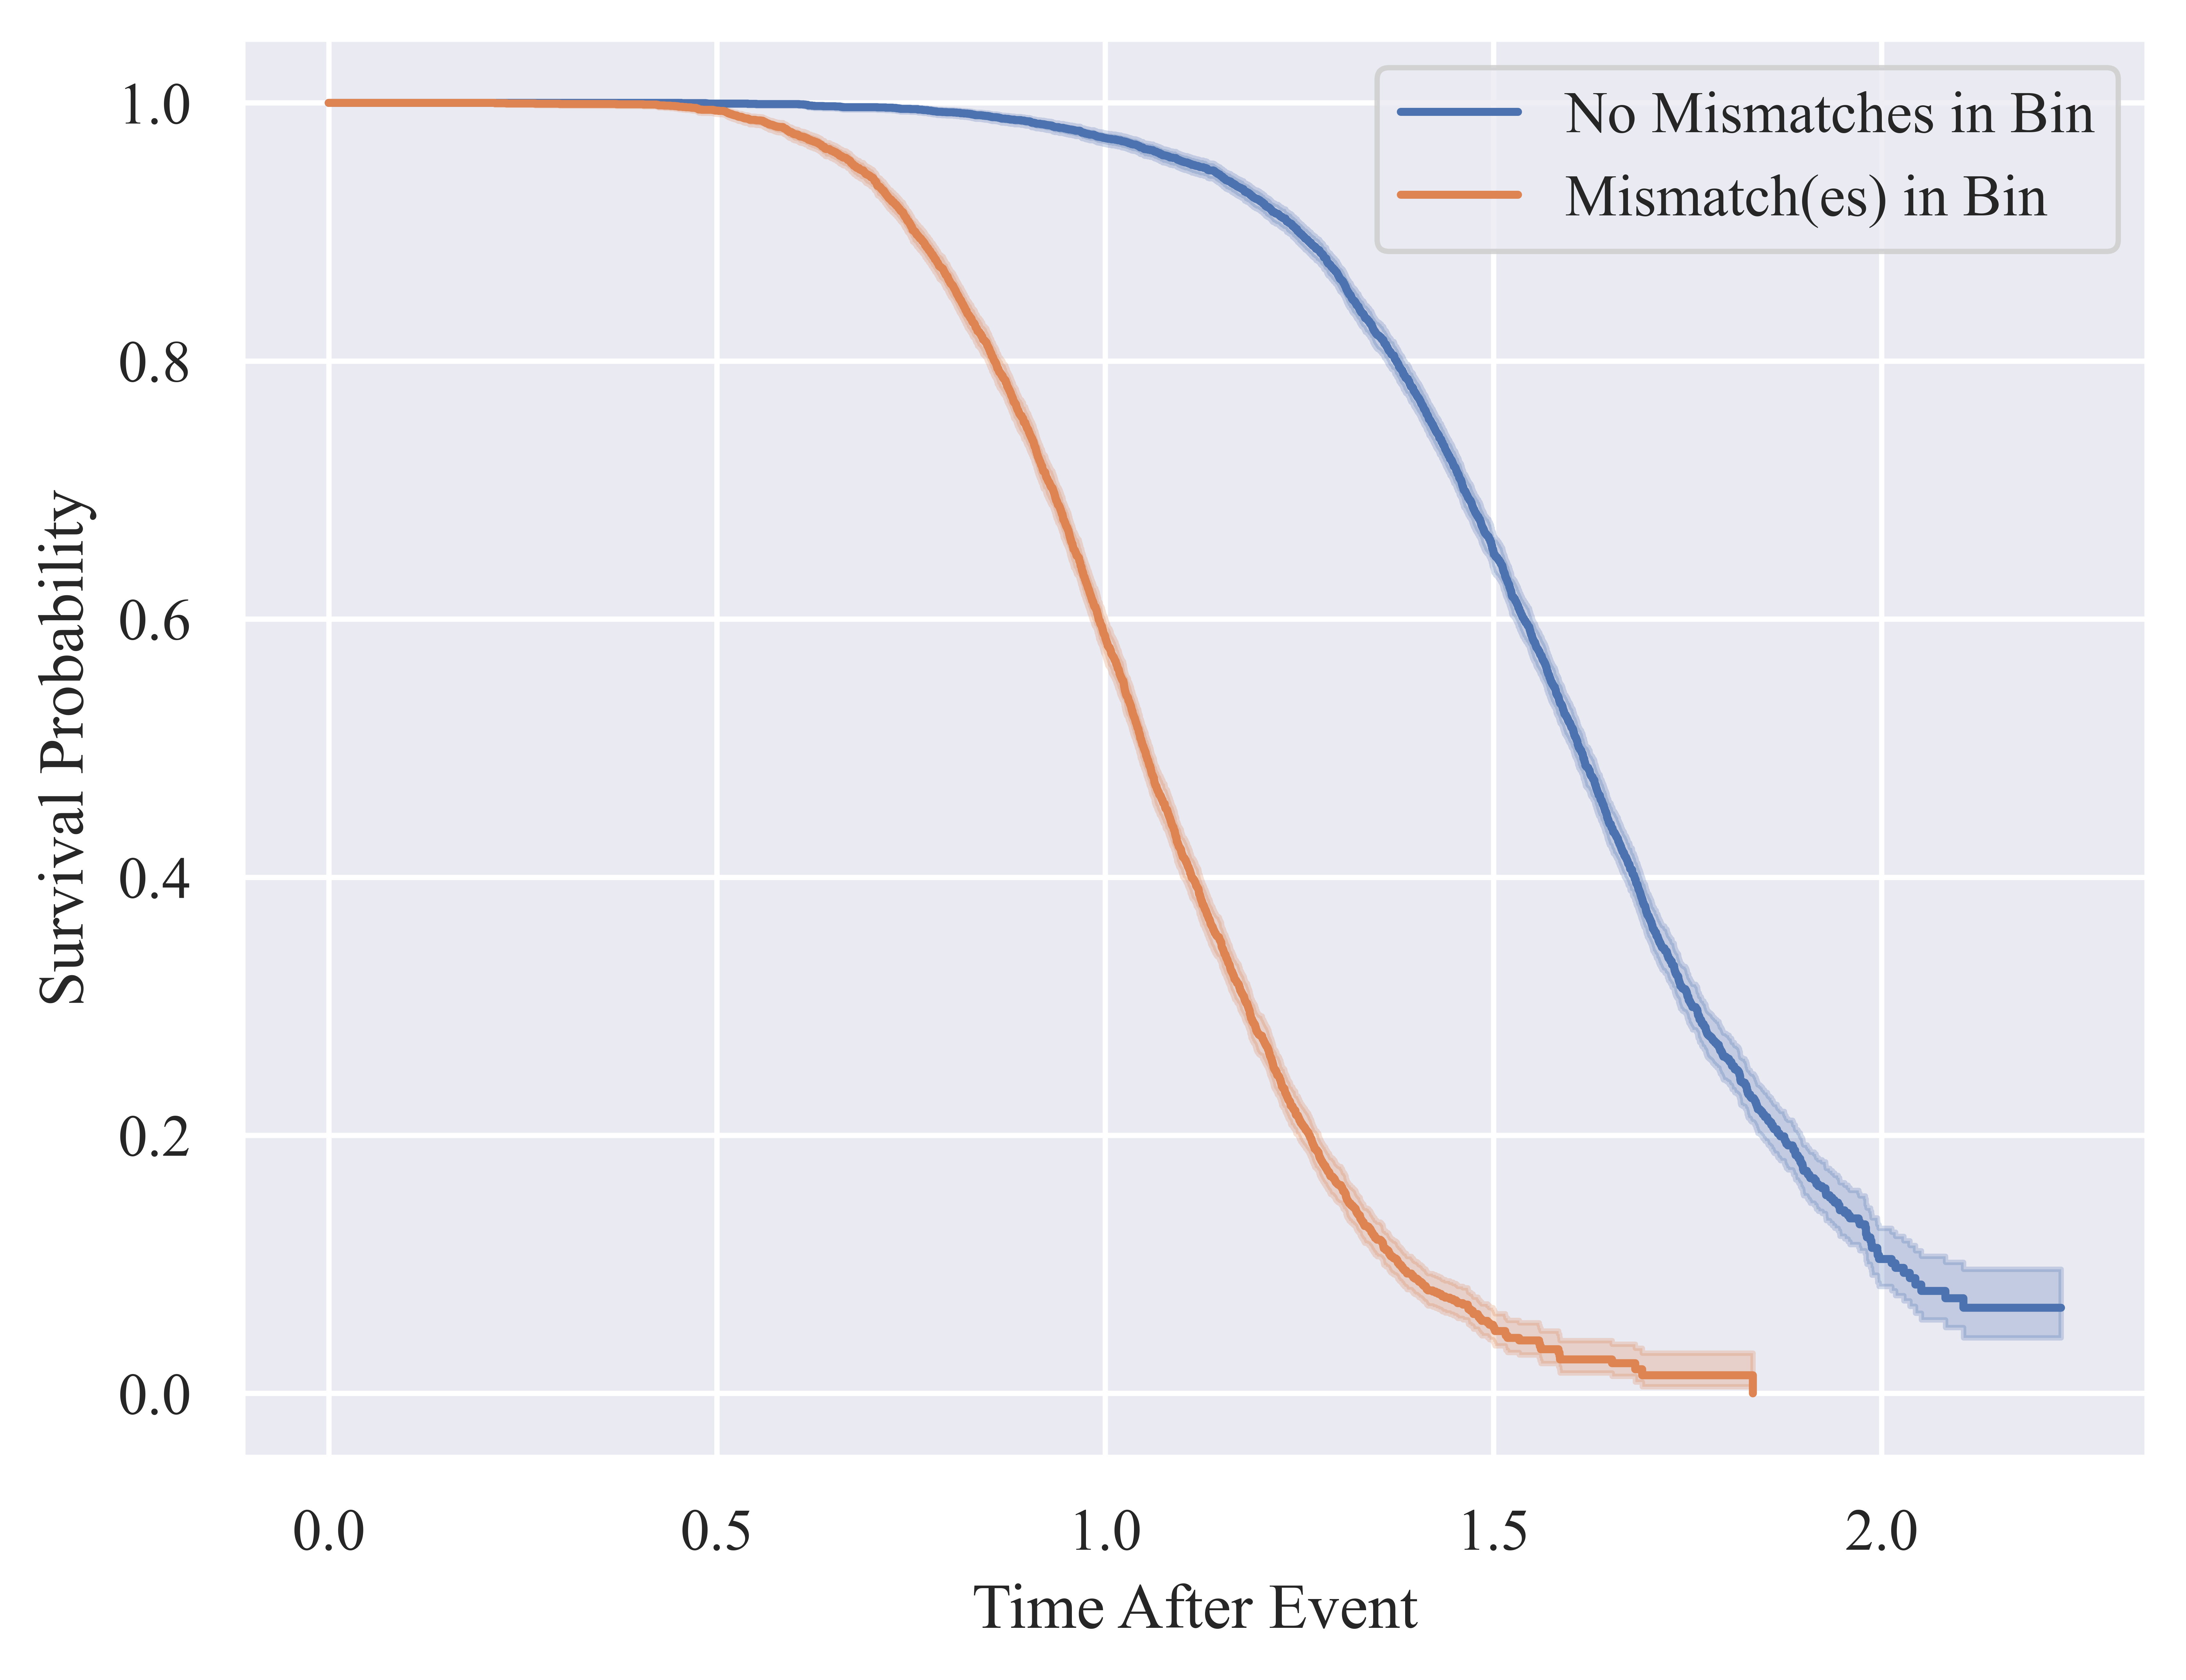 No Mismatches in Bin
Mismatch(es) in Bin
1.0
0.8
0.6
0.4
0.2
0.0
Survival Probability
0.0 0.5 1.0 1.5 2.0
Time After Event